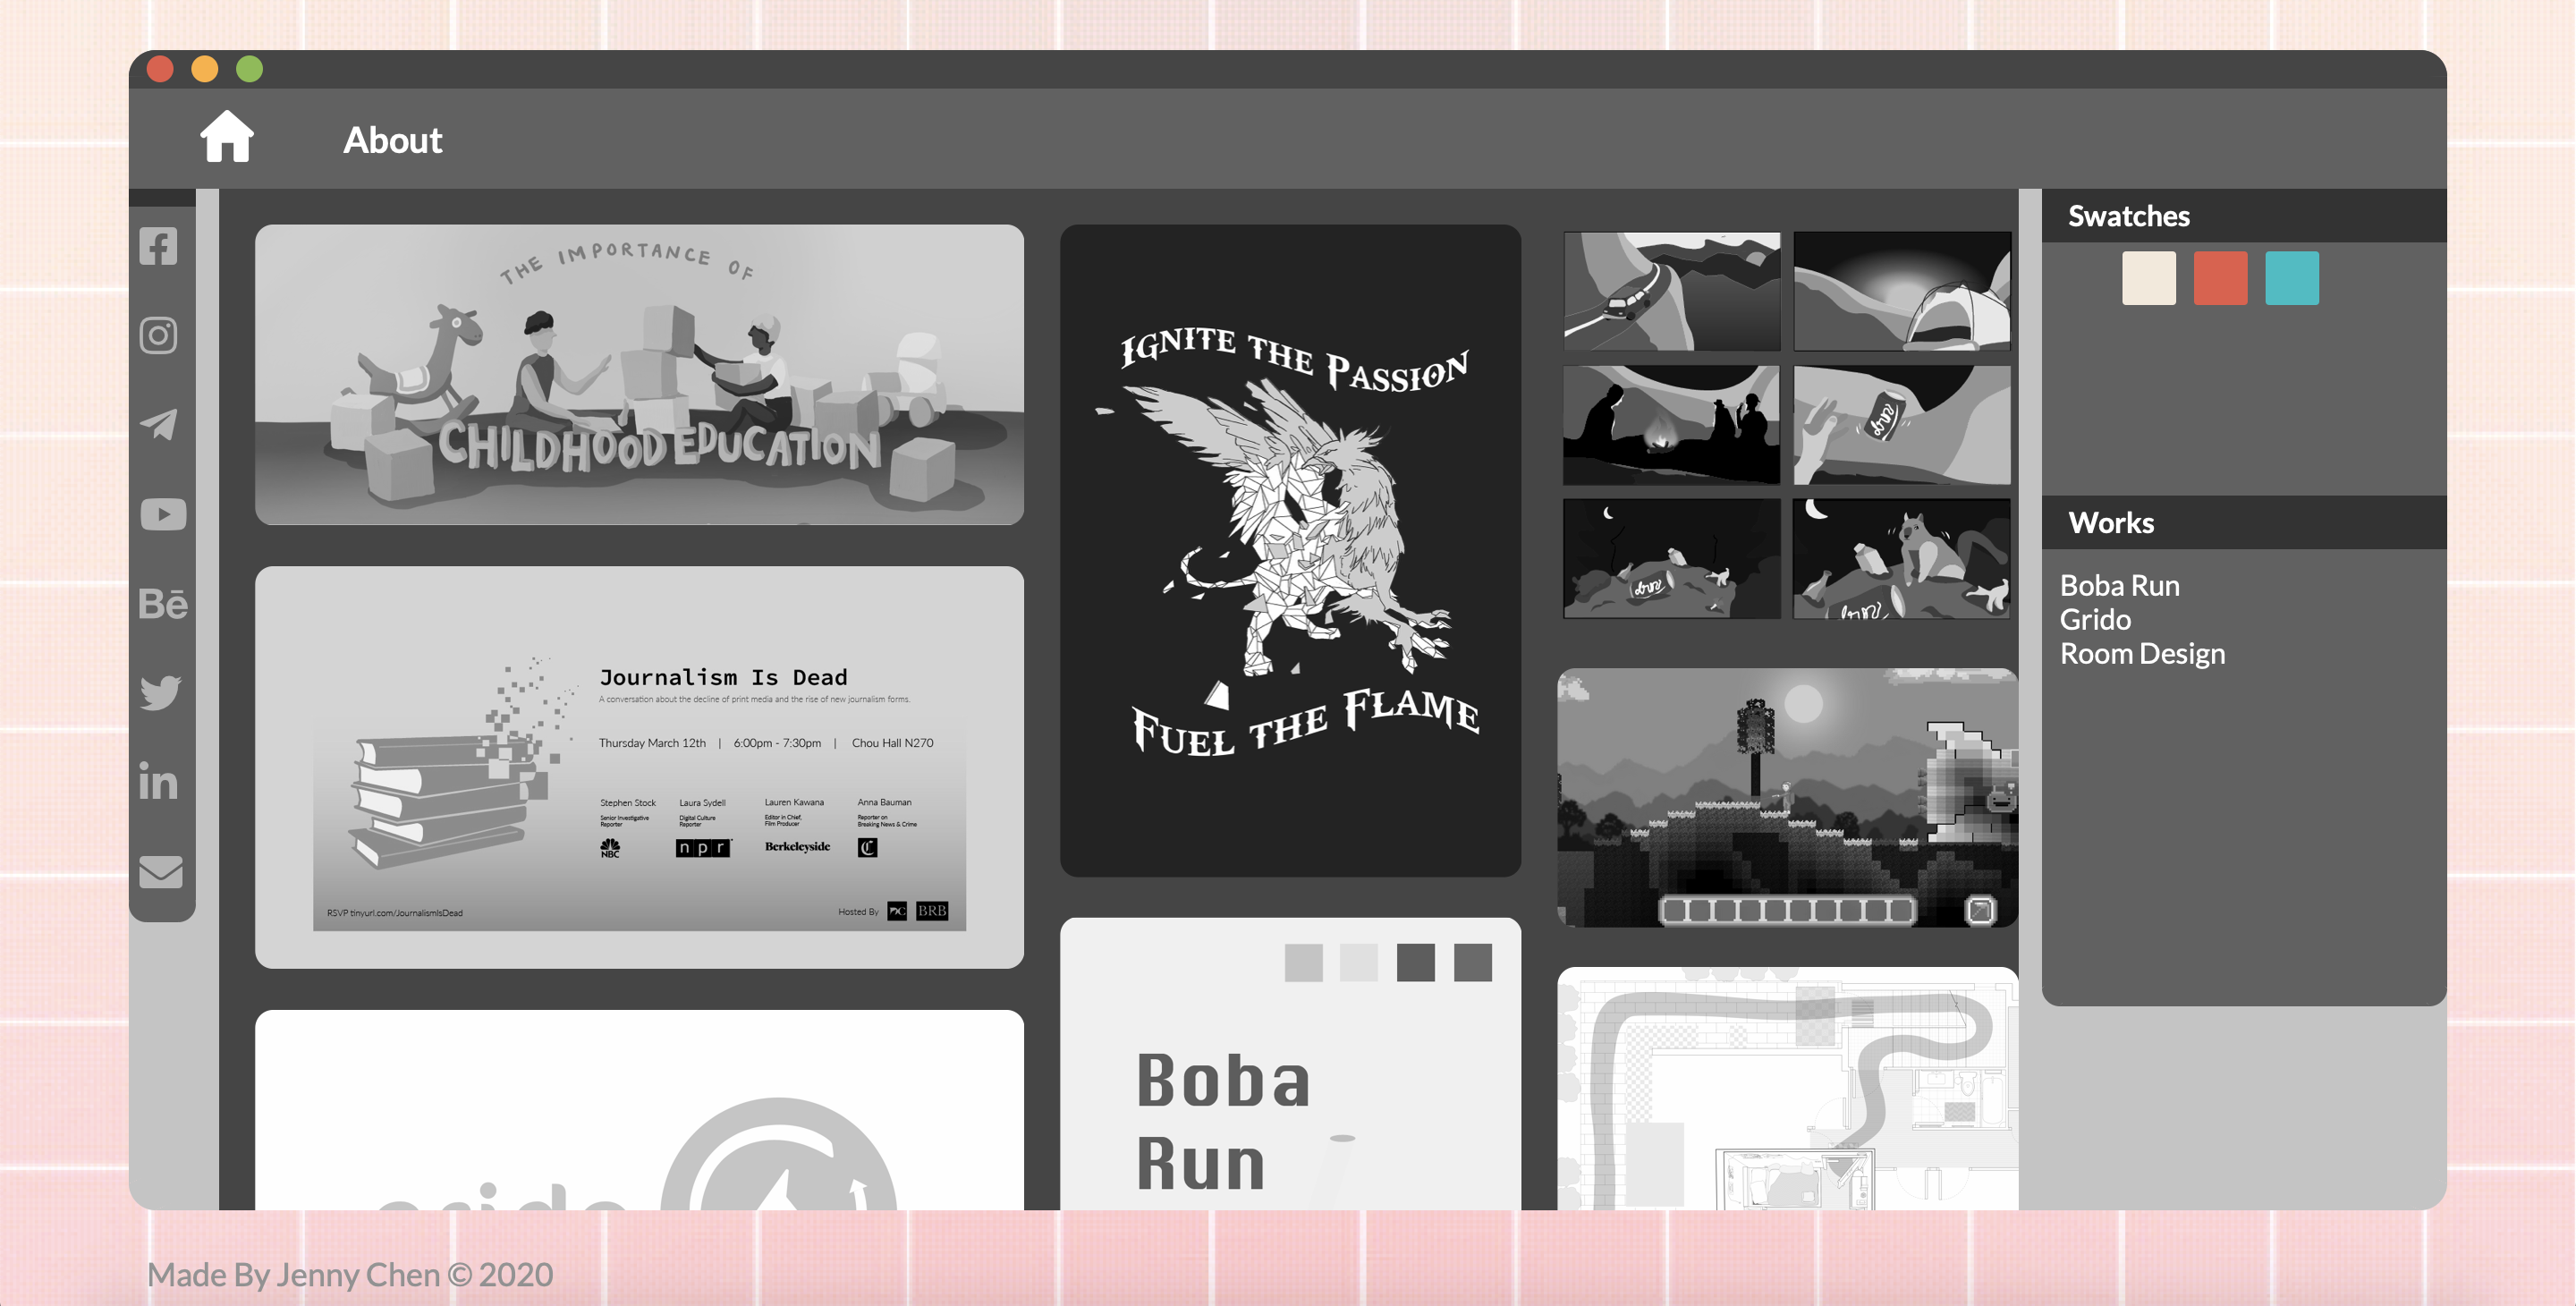 About
THE IMPORTANCE OF
CHILDHOOD EDUCATION
Bē
in
Journalism Is Dead
A conversation about the decline of print media and the rise of new journalism forms.
Thursday March 12th | 6:00pm - 7:30pm | Chou Hall N270
Stephen Stock Laura Sydell Lauren Kawana Anna Bauman
Senior Investigative Reporter
Digital Culture Reporter
Editor in Chief, Film Producer
Reporter on Breaking News & Crime
NBC npr Berkeleyside C
RSVP tinyurl.com/JournalismIsDead
Hosted By DC BRB
IGNITE THE PASSION
FUEL THE FLAME
Boba
Run
Swatches
Works
Boba Run
Grido
Room Design
Made By Jenny Chen © 2020